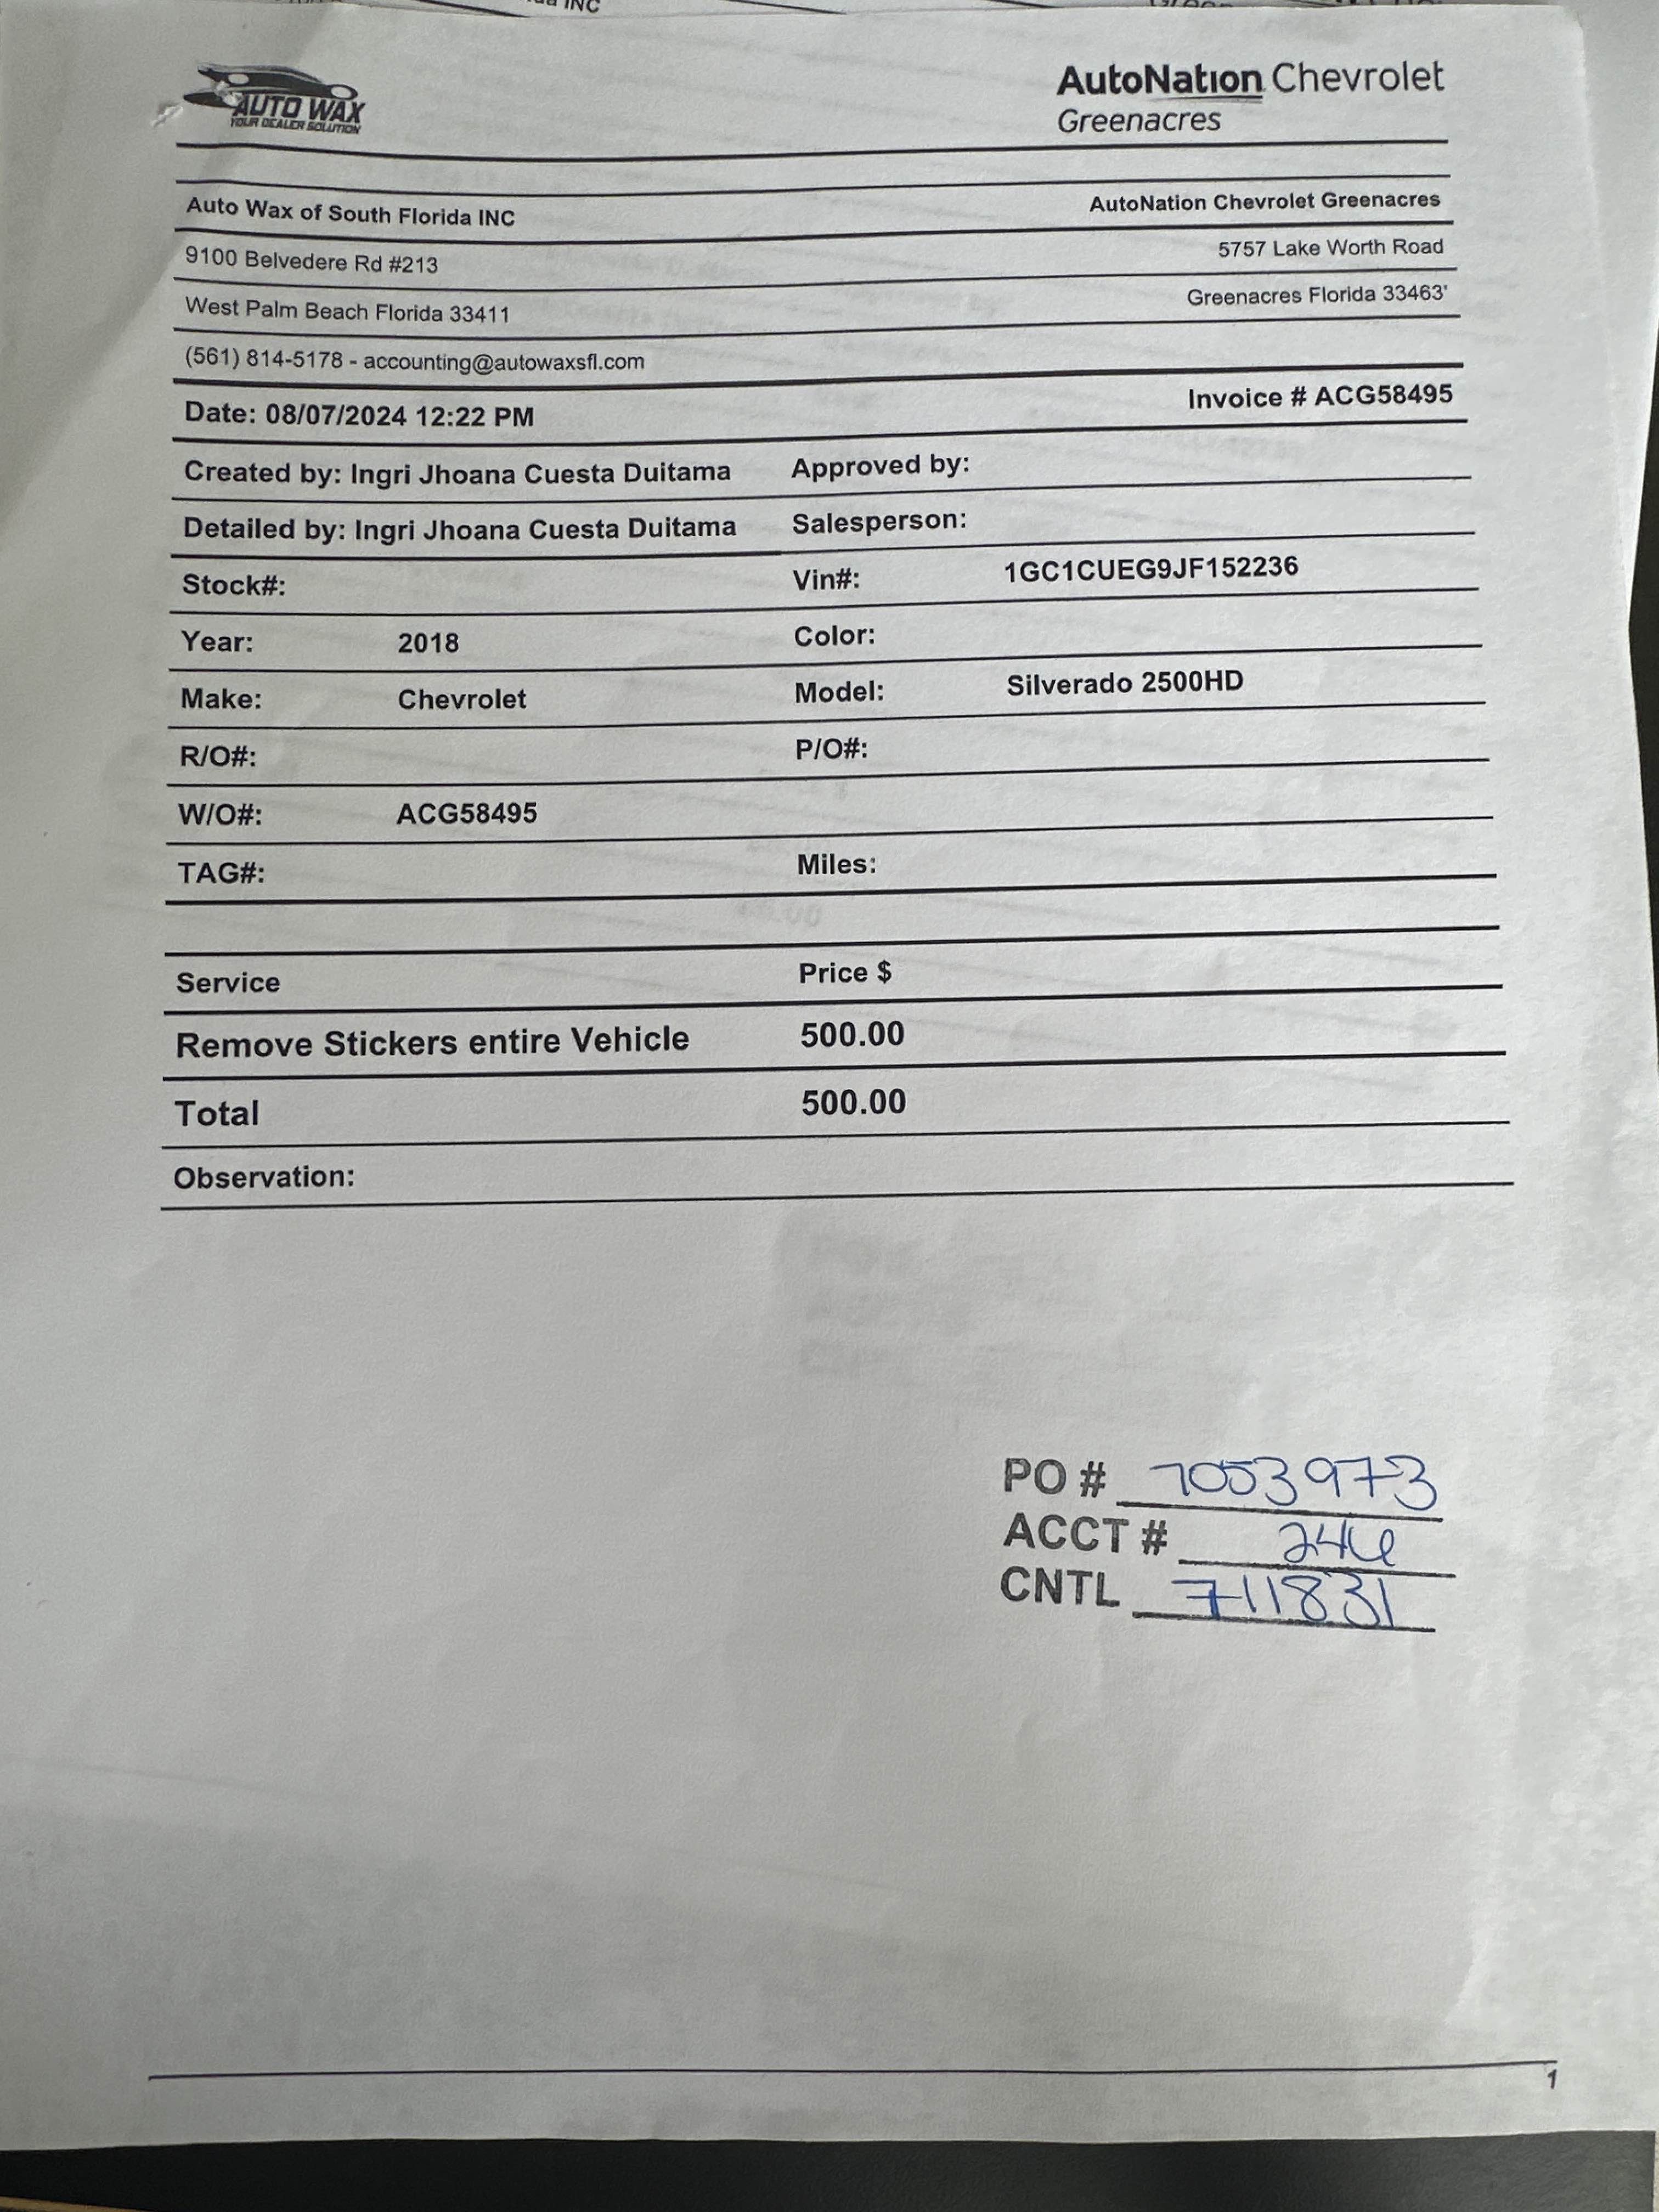 AUTO WAX
YOUR DEALER SOLUTION
AutoNation Chevrolet
Greenacres
Auto Wax of South Florida INC
AutoNation Chevrolet Greenacres
9100 Belvedere Rd #213
5757 Lake Worth Road
West Palm Beach Florida 33411
Greenacres Florida 33463'
(561) 814-5178 - accounting@autowaxsfl.com
Date: 08/07/2024 12:22 PM
Invoice # ACG58495
Created by: Ingri Jhoana Cuesta Duitama Approved by:
Detailed by: Ingri Jhoana Cuesta Duitama Salesperson:
Stock#: Vin#: 1GC1CUEG9JF152236
Year: 2018 Color:
Make: Chevrolet Model: Silverado 2500HD
R/O#: P/O#:
W/O#: ACG58495
TAG#: Miles:
Service Price $
Remove Stickers entire Vehicle 500.00
Total 500.00
Observation:
PO # 7053973
ACCT # 246
CNTL 711831
1